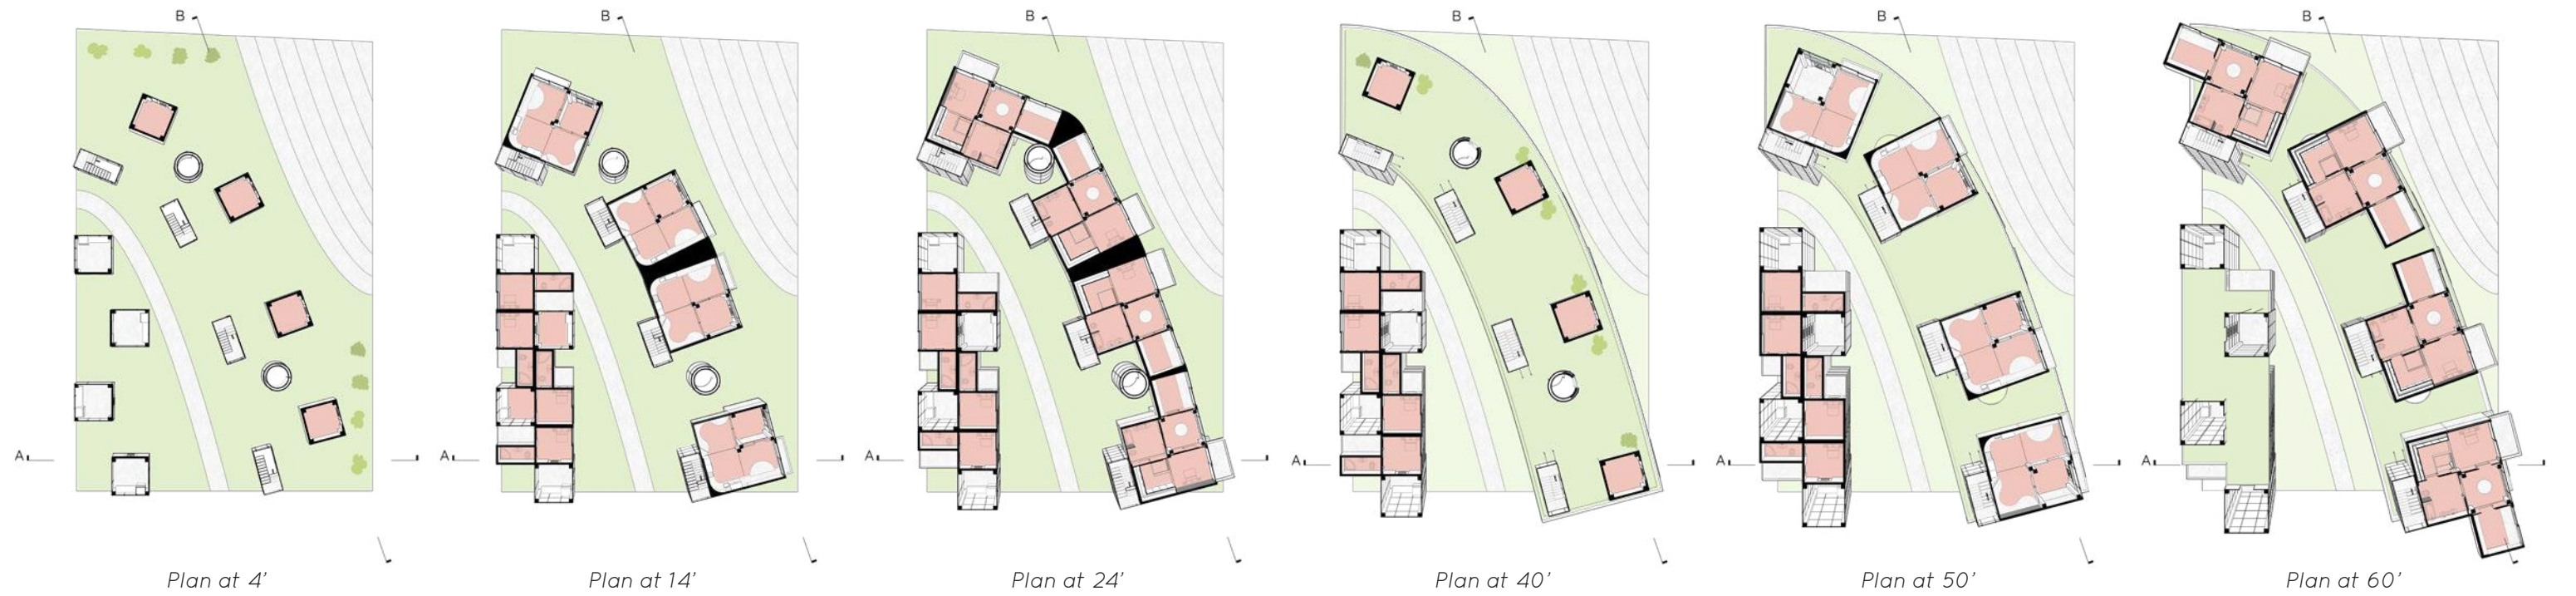 B B B B B B
A A A A A A
Plan at 4' Plan at 14' Plan at 24' Plan at 40' Plan at 50' Plan at 60'